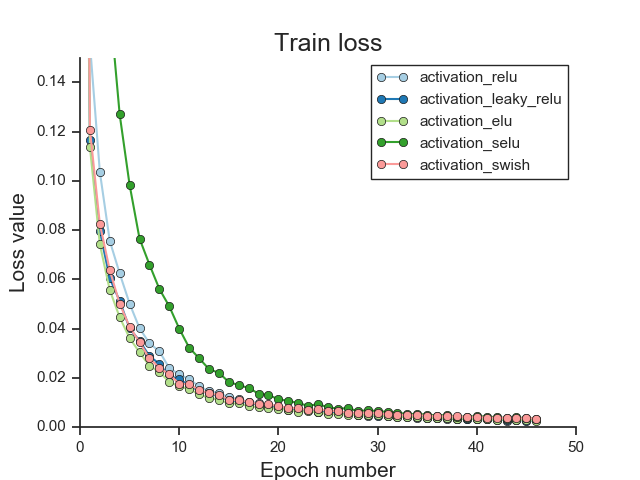 Train loss
activation_relu
activation_leaky_relu
activation_elu
activation_selu
activation_swish
Loss value
0.14
0.12
0.10
0.08
0.06
0.04
0.02
0.00
0 10 20 30 40 50
Epoch number